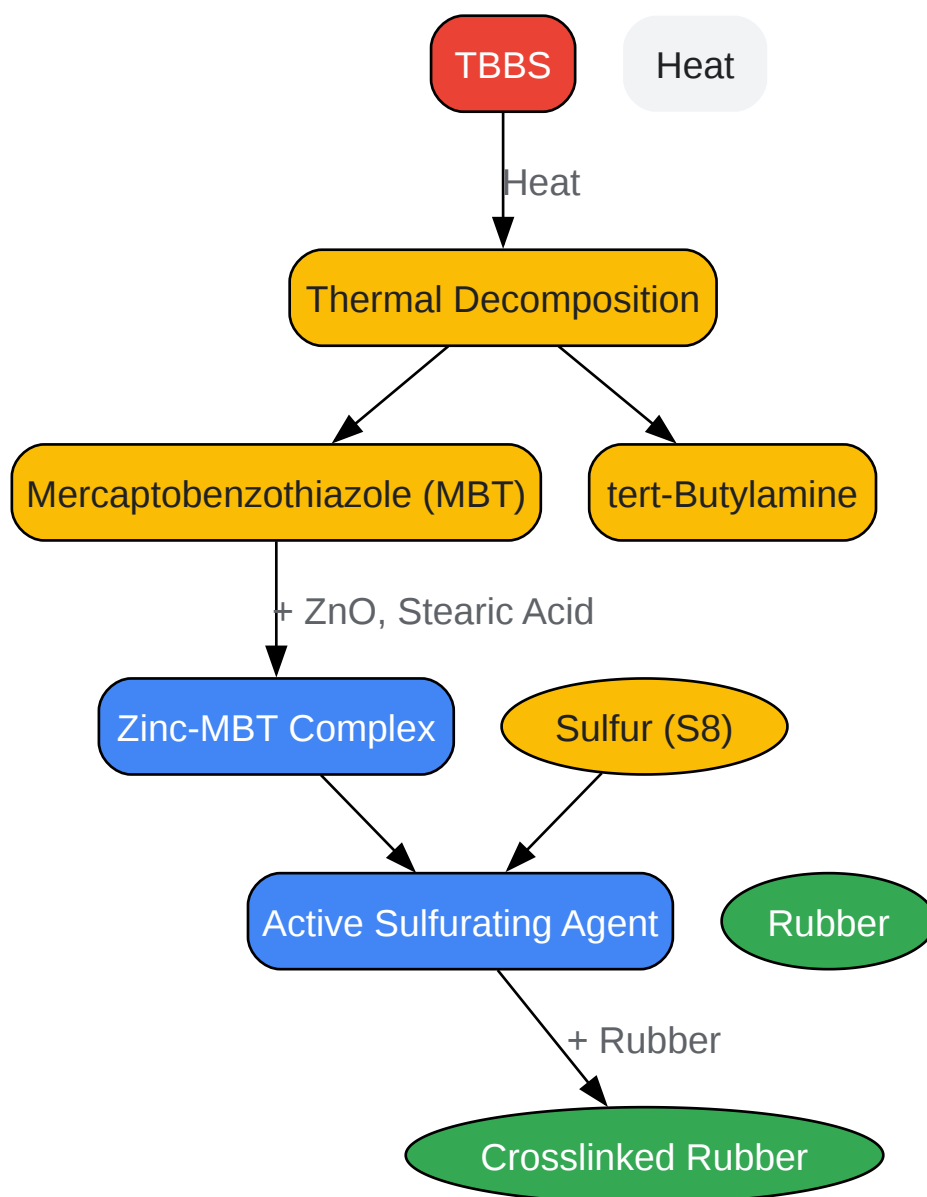 TBBS
Heat
Heat
Thermal Decomposition
Mercaptobenzothiazole (MBT)
tert-Butylamine
+ ZnO, Stearic Acid
Zinc-MBT Complex
Sulfur (S8)
Active Sulfurating Agent
Rubber
+ Rubber
Crosslinked Rubber